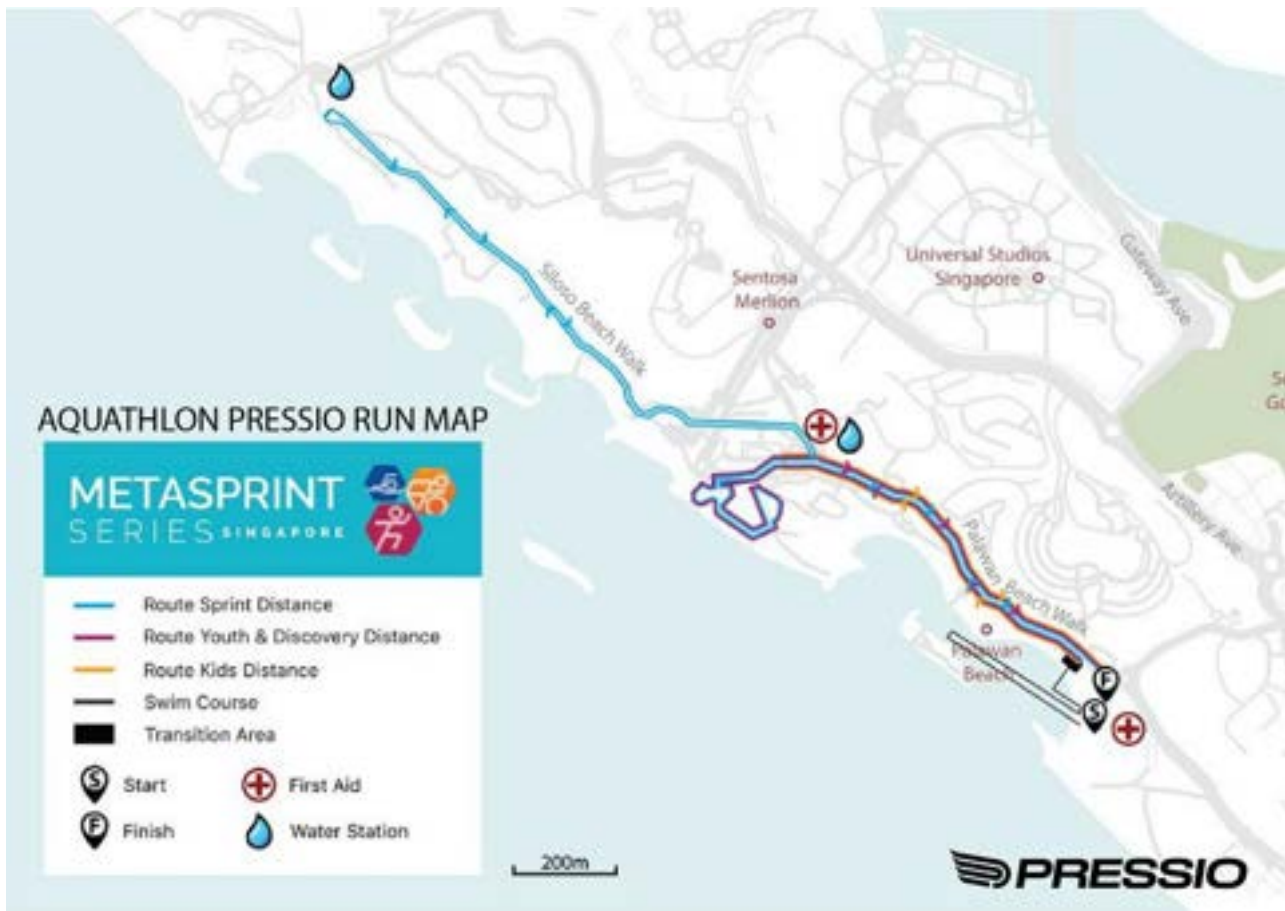 Gateway Ave
Universal Studios
Singapore
Sentosa
Merlion
Siloso Beach Walk
AQUATHLON PRESSIO RUN MAP
METASPRINT
SERIES SINGAPORE
Artillery Ave
Palawan Beach Walk
Palawan
Beach
F
S
Route Sprint Distance
Route Youth & Discovery Distance
Route Kids Distance
Swim Course
Transition Area
S Start
First Aid
F Finish
Water Station
200m
PRESSIO